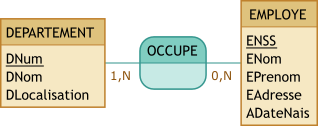 DEPARTEMENT
DNum
DNom
DLocalisation
1,N
OCCUPE
0,N
EMPLOYE
ENSS
ENom
EPrenom
EAdresse
ADateNais